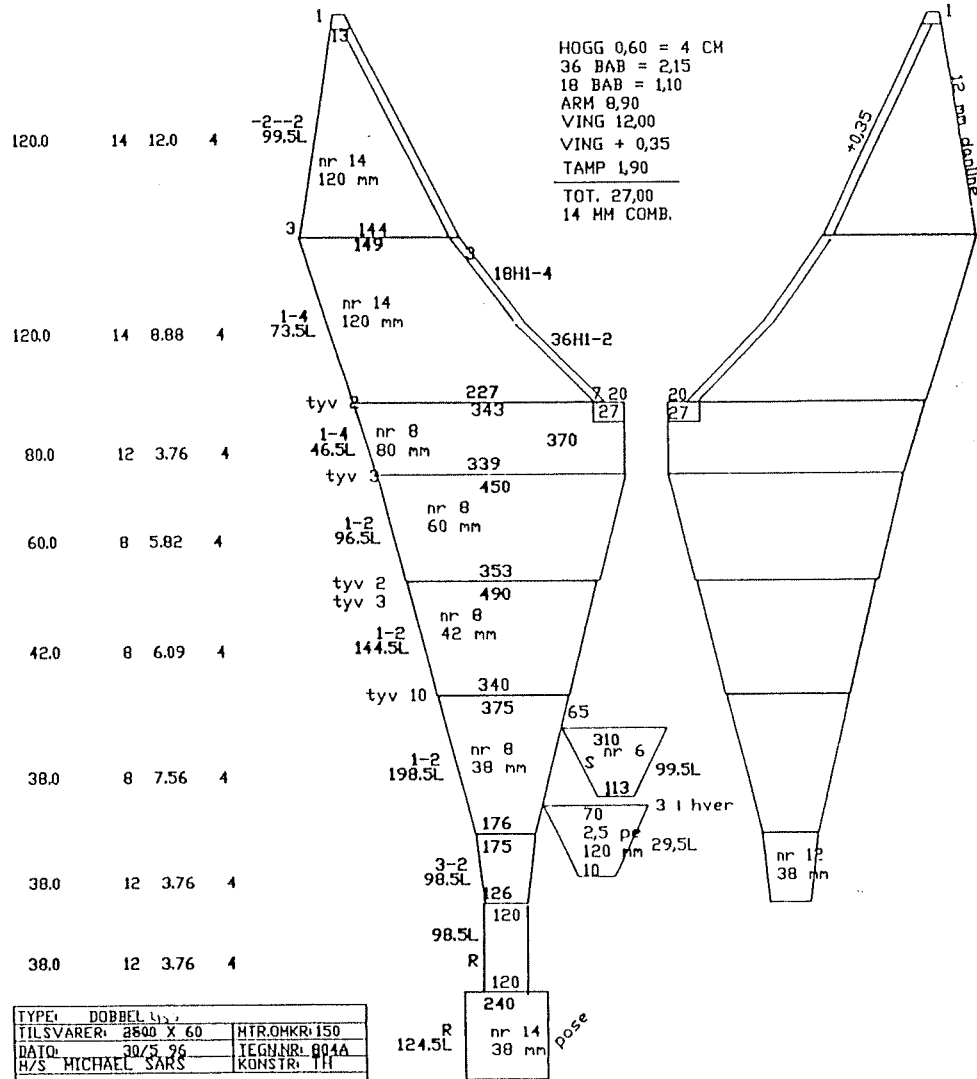 1
13
HOGG 0,60 = 4 CM
36 BAB = 2,15
18 BAB = 1,10
ARM 8,90
VING 12,00
VING + 0,35
TAMP 1,90
TOT. 27,00
14 MM COMB.
1
12 mm danline
+0,35
120.0 14 12.0 4
-2--2
99.5L
nr 14
120 mm
3
144
149
3
18H1-4
36H1-2
120.0 14 8.88 4
1-4
73.5L
nr 14
120 mm
tyv 2
227
343
7 20
27
20
27
80.0 12 3.76 4
1-4
46.5L
nr 8
80 mm
370
tyv 3
339
450
60.0 8 5.82 4
1-2
96.5L
nr 8
60 mm
tyv 2
tyv 3
353
490
42.0 8 6.09 4
1-2
144.5L
nr 8
42 mm
tyv 10
340
375
65
38.0 8 7.56 4
1-2
198.5L
nr 8
38 mm
310
nr 6
S
99.5L
113
70
3 i hver
2,5 pe
120 mm
29,5L
10
176
175
38.0 12 3.76 4
3-2
98.5L
126
120
nr 12
38 mm
38.0 12 3.76 4
98.5L
R
120
240
R
124.5L
nr 14
38 mm
pose
TYPE: DOBBEL
TILSVARER: X 60 MTR.OMKR: 150
DATO: 30/5 96 TEGN.NR: 804A
M/S MICHAEL SARS KONSTR: TH